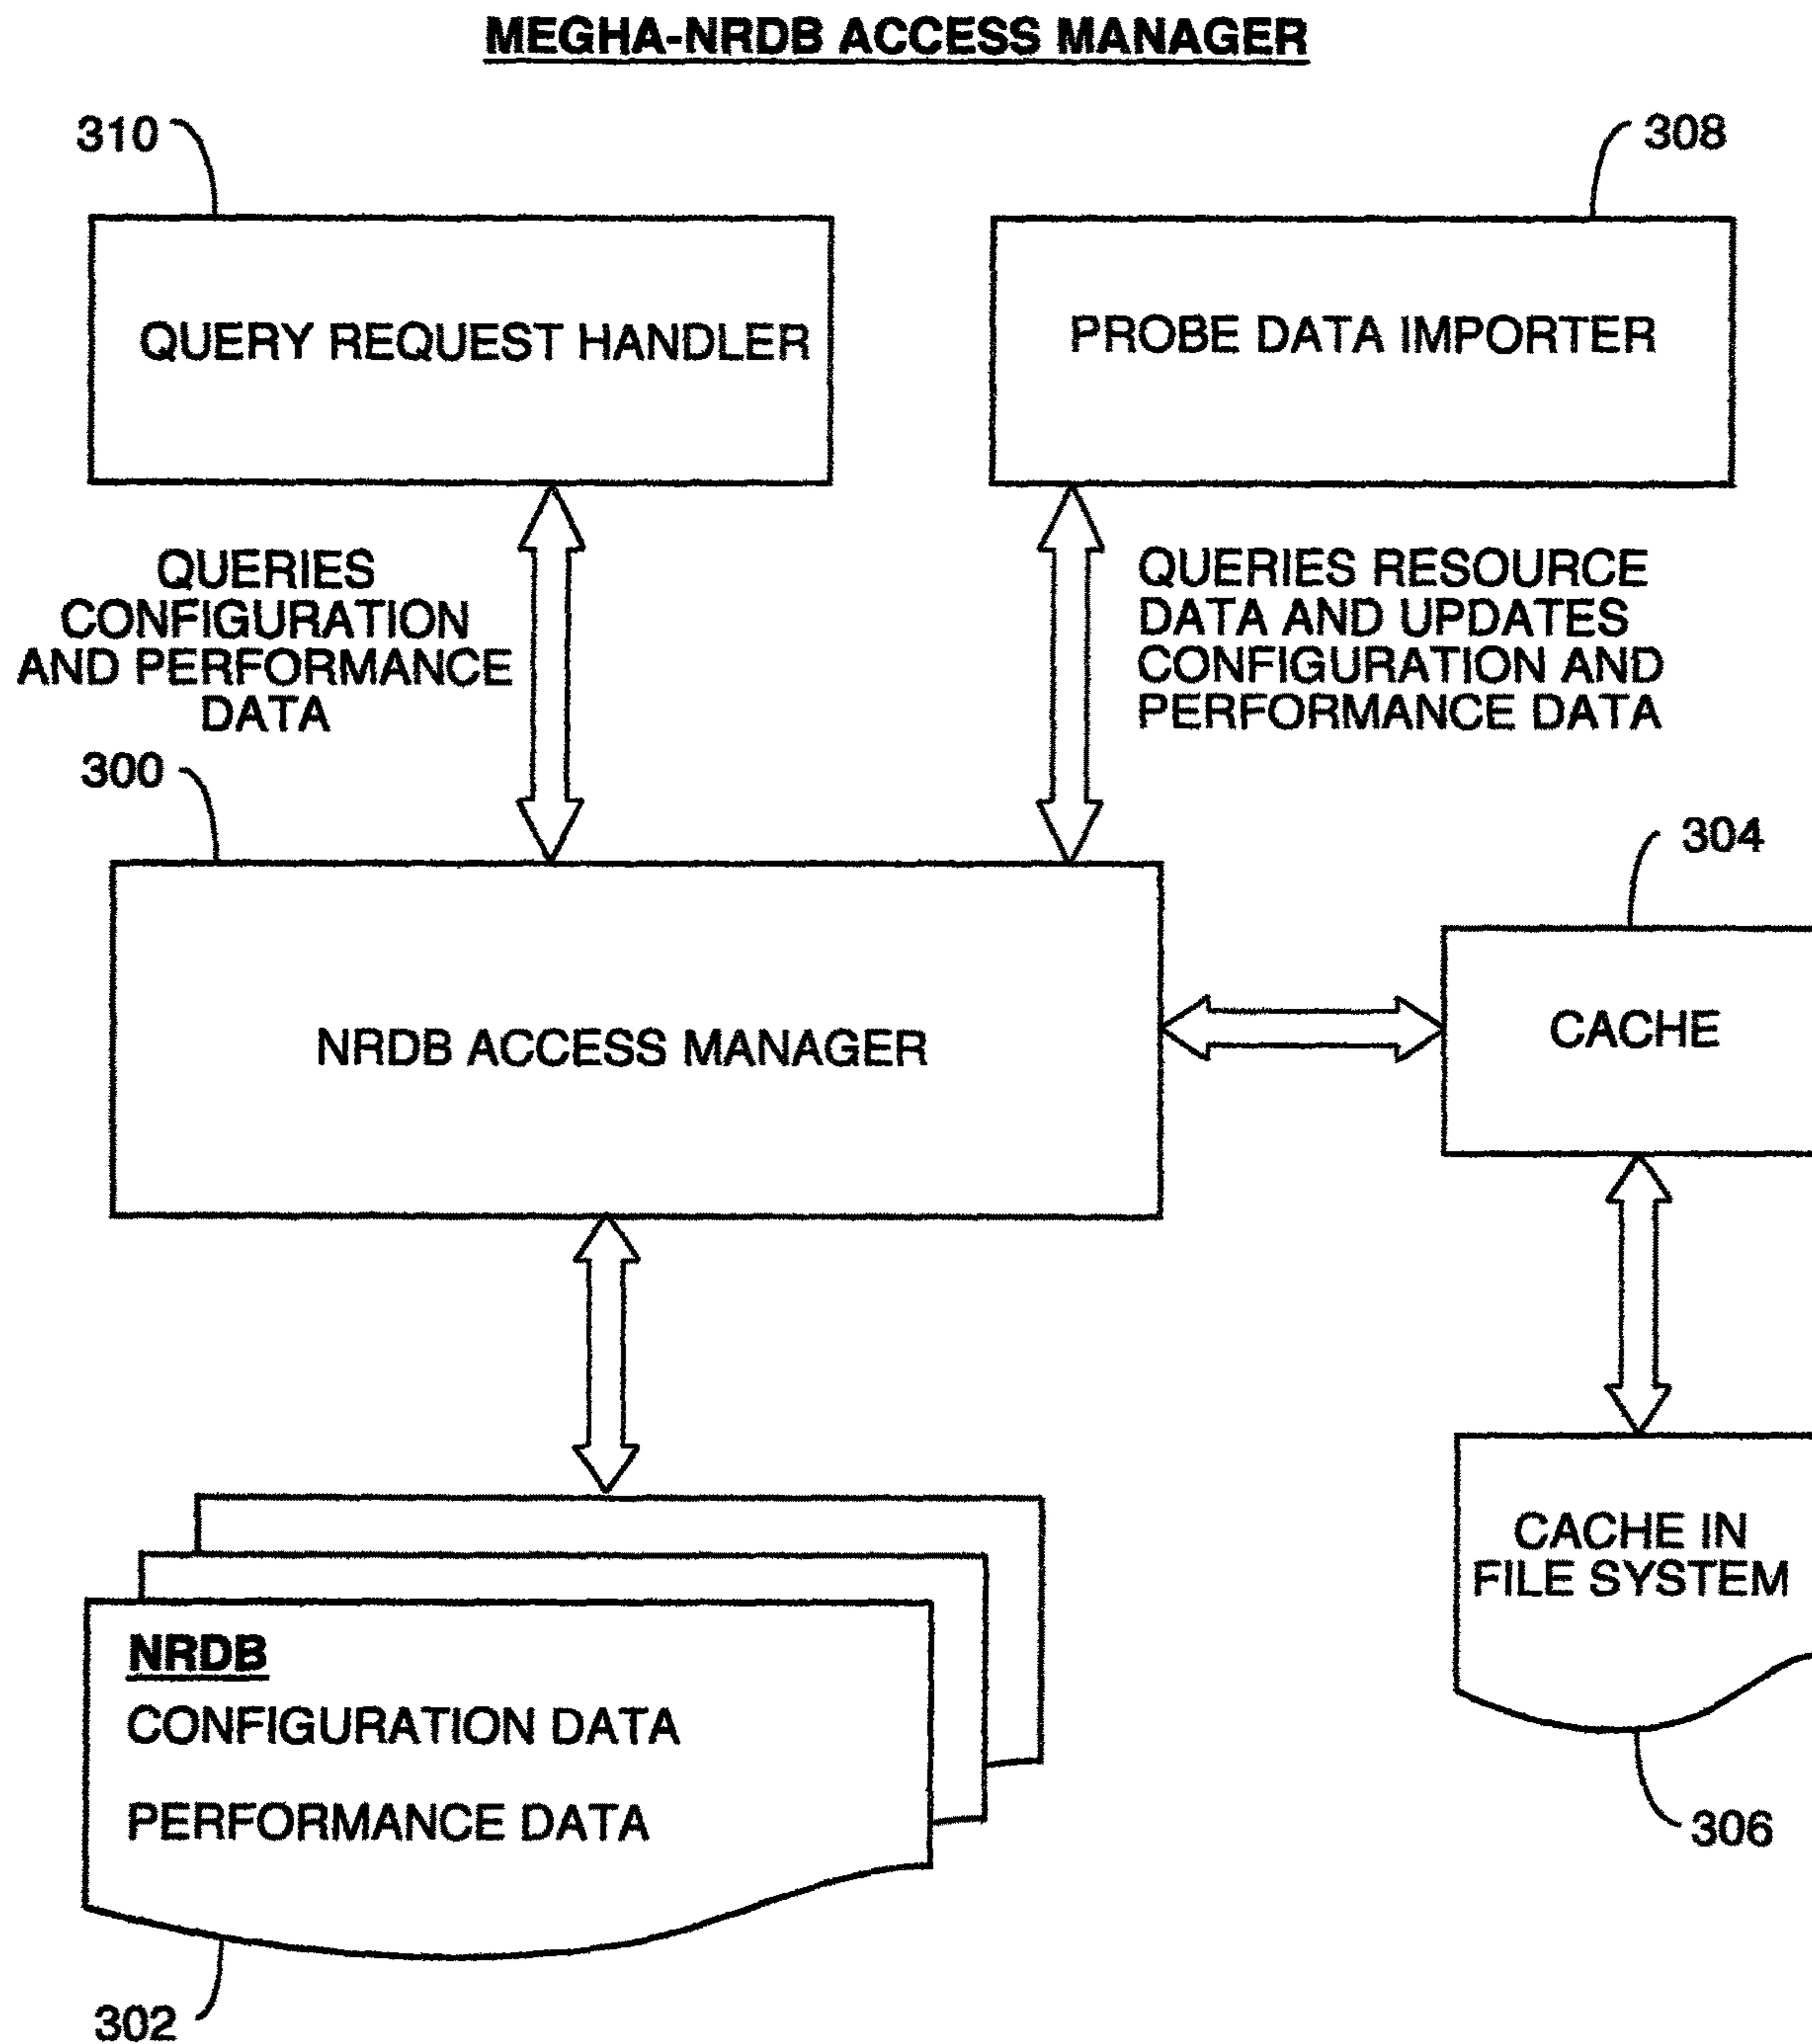 MEGHA-NRDB ACCESS MANAGER
310
308
QUERY REQUEST HANDLER
PROBE DATA IMPORTER
QUERIES
CONFIGURATION
AND PERFORMANCE
DATA
QUERIES RESOURCE
DATA AND UPDATES
CONFIGURATION AND
PERFORMANCE DATA
300
304
NRDB ACCESS MANAGER
CACHE
CACHE IN
FILE SYSTEM
NRDB
CONFIGURATION DATA
PERFORMANCE DATA
306
302